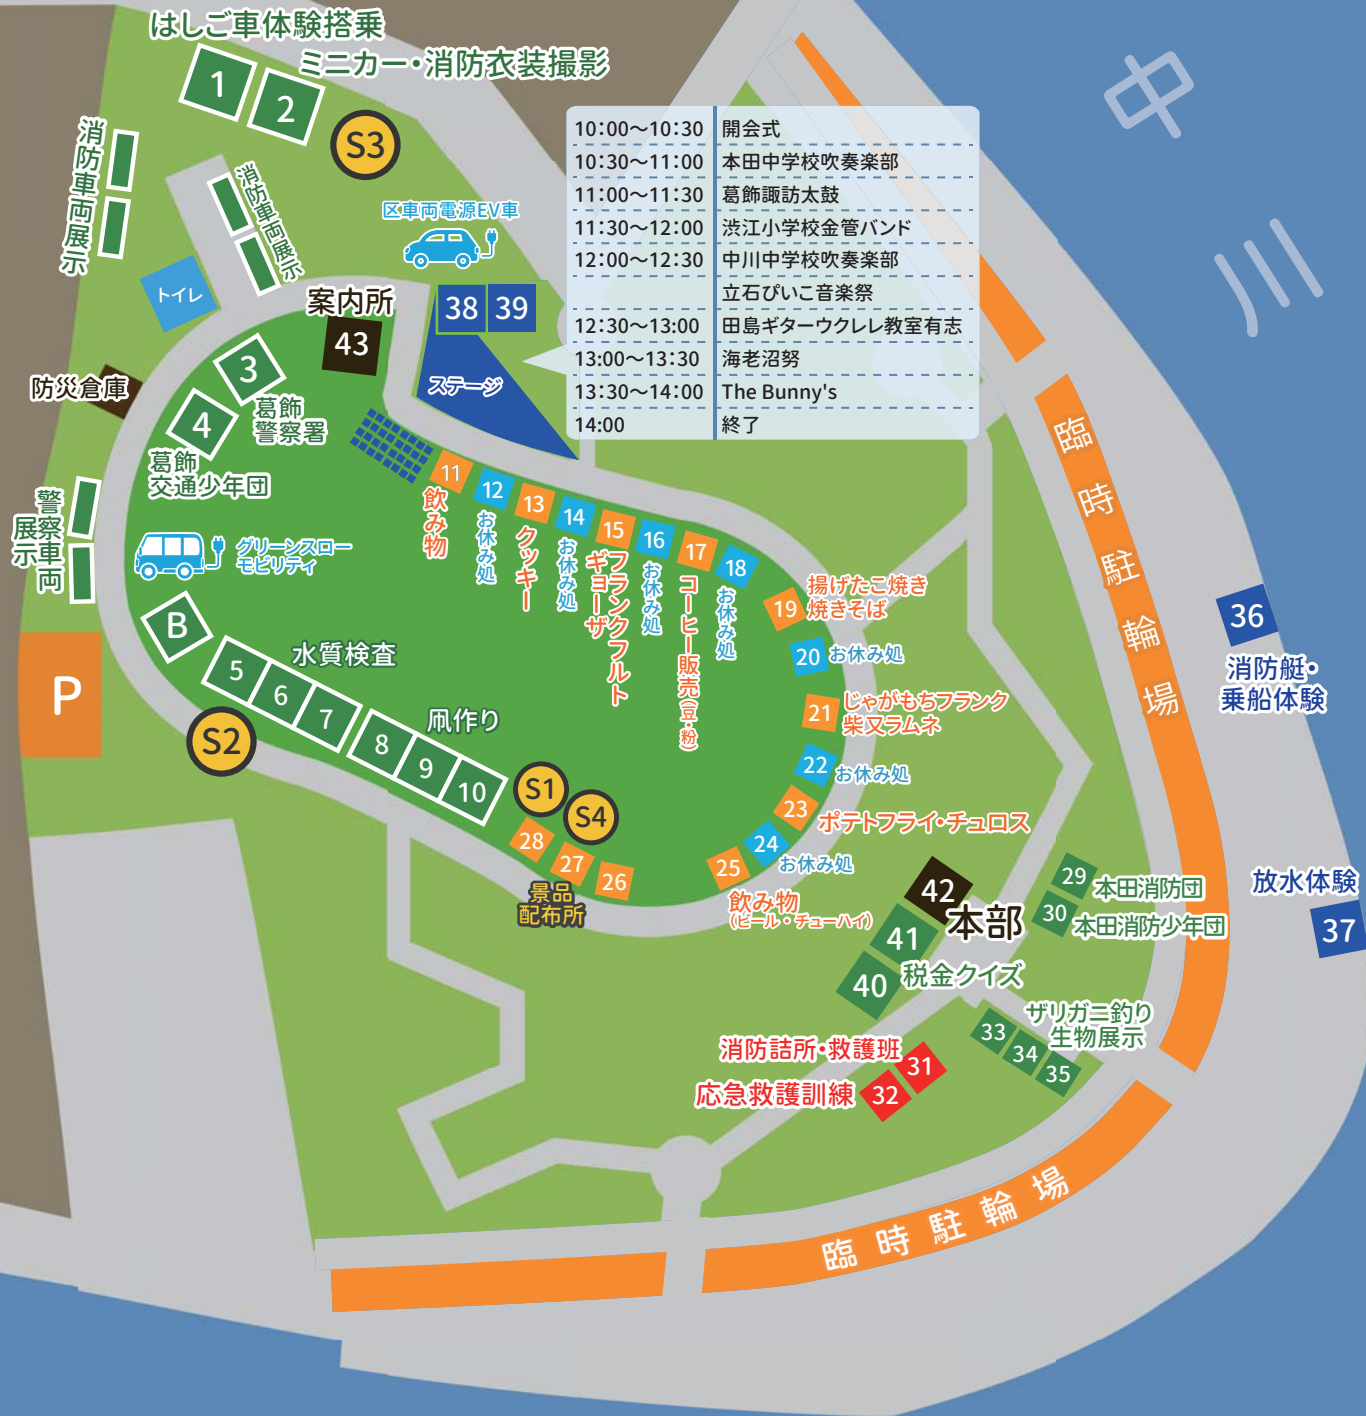 はしご車体験搭乗
ミニカー・消防衣装撮影
1
2
S3
消防車両展示
消防車両展示
区車両電源EV車
トイレ
案内所
43
38
39
ステージ
10:00〜10:30 開会式
10:30〜11:00 本田中学校吹奏楽部
11:00〜11:30 葛飾諏訪太鼓
11:30〜12:00 渋江小学校金管バンド
12:00〜12:30 中川中学校吹奏楽部
立石ぴいこ音楽祭
12:30〜13:00 田島ギターウクレレ教室有志
13:00〜13:30 海老沼努
13:30〜14:00 The Bunny's
14:00 終了
中川
防災倉庫
3
葛飾
警察署
4
葛飾
交通少年団
警察車両
展示
グリーンスロー
モビリティ
B
P
水質検査
5
6
7
凧作り
8
9
10
S2
S1
S4
11
飲み物
12
お休み処
13
クッキー
14
お休み処
15
フランクフルト
ギョーザ
16
お休み処
17
コーヒー販売(豆・粉)
18
お休み処
19
揚げたこ焼き
焼きそば
20
お休み処
21
じゃがもちフランク
柴又ラムネ
22
お休み処
23
ポテトフライ・チュロス
24
お休み処
25
飲み物
(ビール・チューハイ)
26
27
28
景品
配布所
臨時駐輪場
36
消防艇・
乗船体験
放水体験
37
42
本部
41
40
税金クイズ
29
本田消防団
30
本田消防少年団
ザリガニ釣り
生物展示
33
34
35
消防詰所・救護班
31
応急救護訓練
32
臨時駐輪場